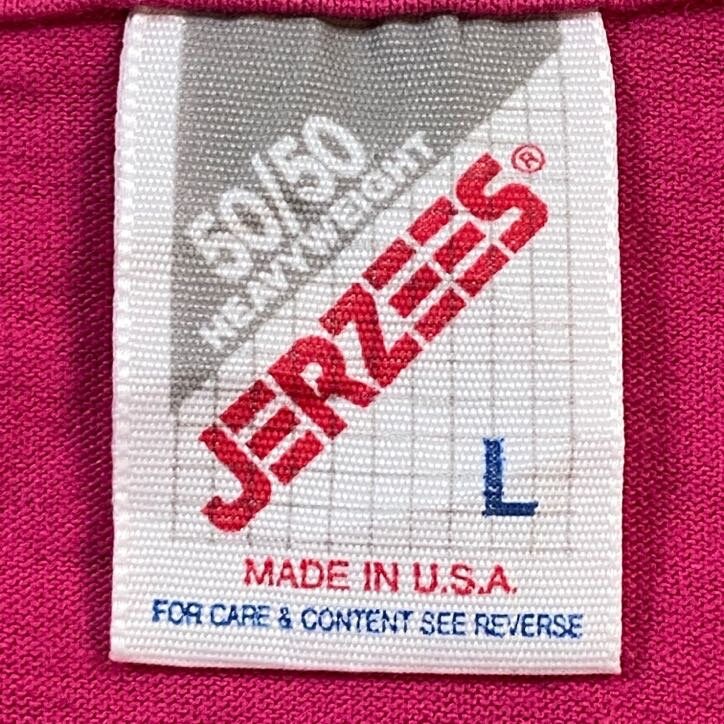 50/50
HEAVYWEIGHT
JERZEES®
L
MADE IN U.S.A.
FOR CARE & CONTENT SEE REVERSE